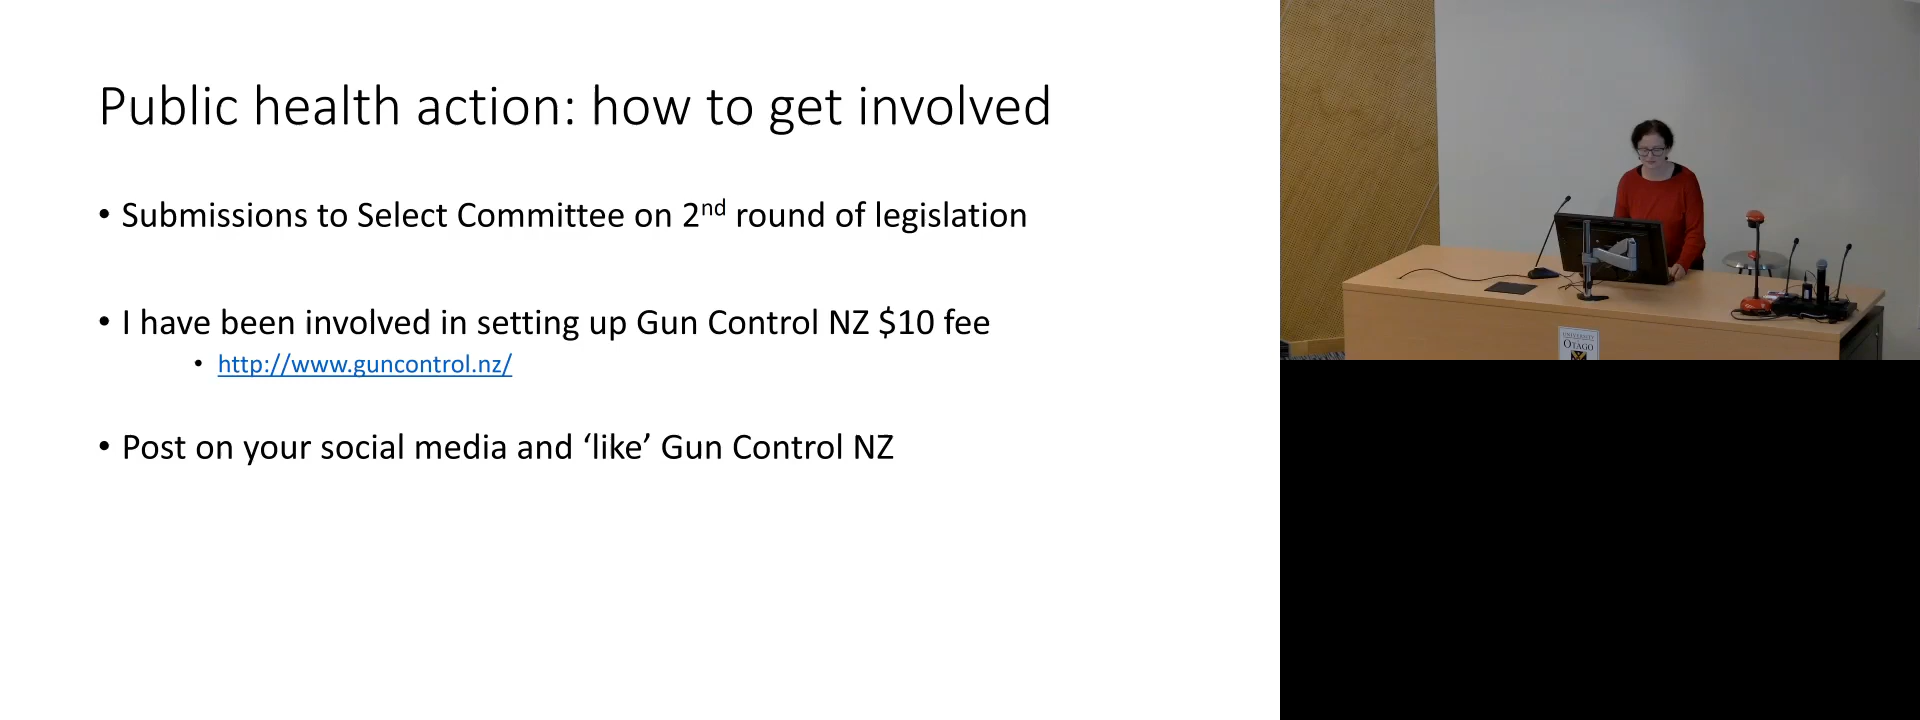 Public health action: how to get involved
• Submissions to Select Committee on 2nd round of legislation
• I have been involved in setting up Gun Control NZ $10 fee
• http://www.guncontrol.nz/
• Post on your social media and ‘like’ Gun Control NZ
UNIVERSITY
OTAGO